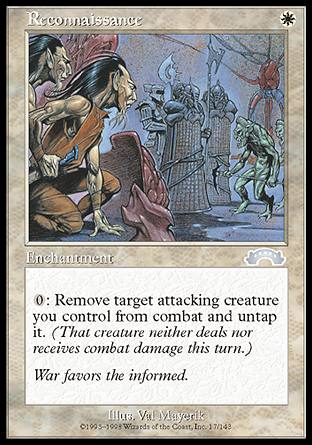 Reconnaissance
Enchantment
0: Remove target attacking creature
you control from combat and untap
it. (That creature neither deals nor
receives combat damage this turn.)
War favors the informed.
Illus. Val Mayerik
©1993-1998 Wizards of the Coast, Inc. 17/143